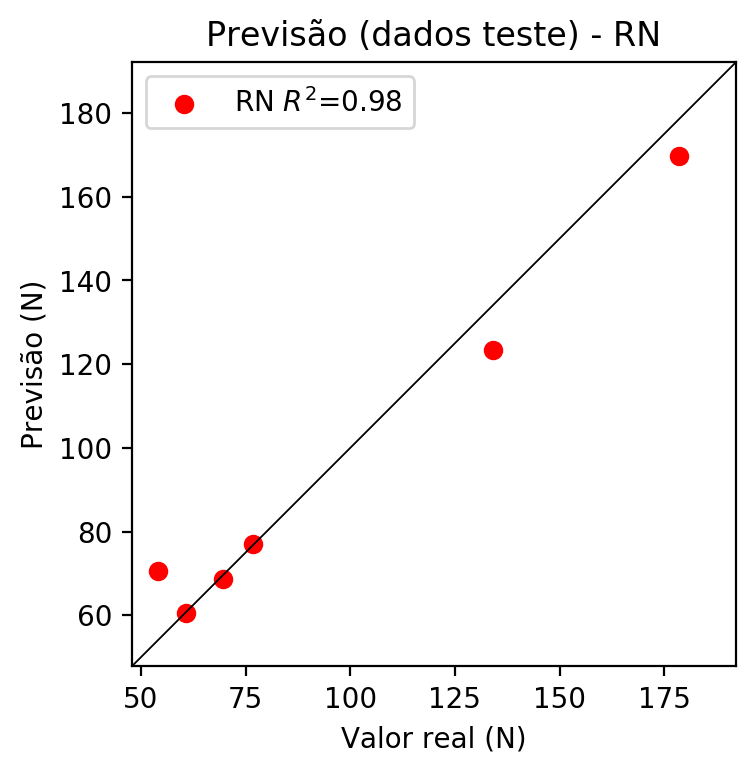 Previsão (dados teste) - RN
RN R²=0.98
180
160
140
120
100
80
60
Previsão (N)
50 75 100 125 150 175
Valor real (N)